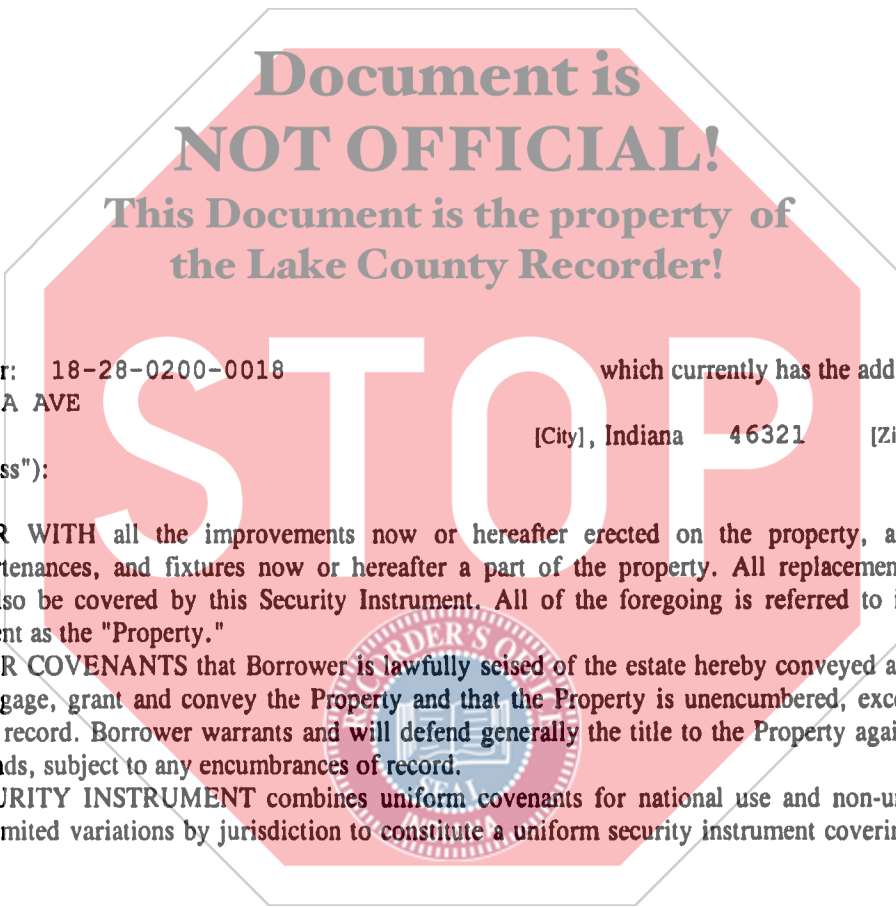 Document is
NOT OFFICIAL!
This Document is the property of
the Lake County Recorder!
STOP
r: 18-28-0200-0018 which currently has the add
A AVE
[City], Indiana 46321 [Zi
ss"):
R WITH all the improvements now or hereafter erected on the property, a
tenances, and fixtures now or hereafter a part of the property. All replacemen
lso be covered by this Security Instrument. All of the foregoing is referred to i
nt as the "Property."
R COVENANTS that Borrower is lawfully seised of the estate hereby conveyed a
gage, grant and convey the Property and that the Property is unencumbered, exc
record. Borrower warrants and will defend generally the title to the Property agai
ds, subject to any encumbrances of record.
URITY INSTRUMENT combines uniform covenants for national use and non-u
mited variations by jurisdiction to constitute a uniform security instrument coverin
RECORDER'S OFFICE
SEAL
INDIANA